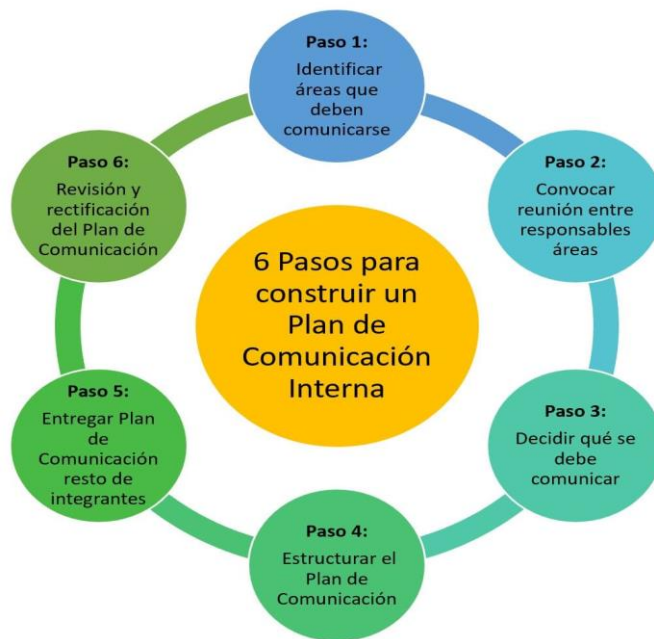 Paso 1:
Identificar
áreas que
deben
comunicarse
Paso 2:
Convocar
reunión entre
responsables
áreas
Paso 3:
Decidir qué se
debe
comunicar
Paso 4:
Estructurar el
Plan de
Comunicación
Paso 5:
Entregar Plan
de
Comunicación
resto de
integrantes
Paso 6:
Revisión y
rectificación
del Plan de
Comunicación
6 Pasos para
construir un
Plan de
Comunicación
Interna